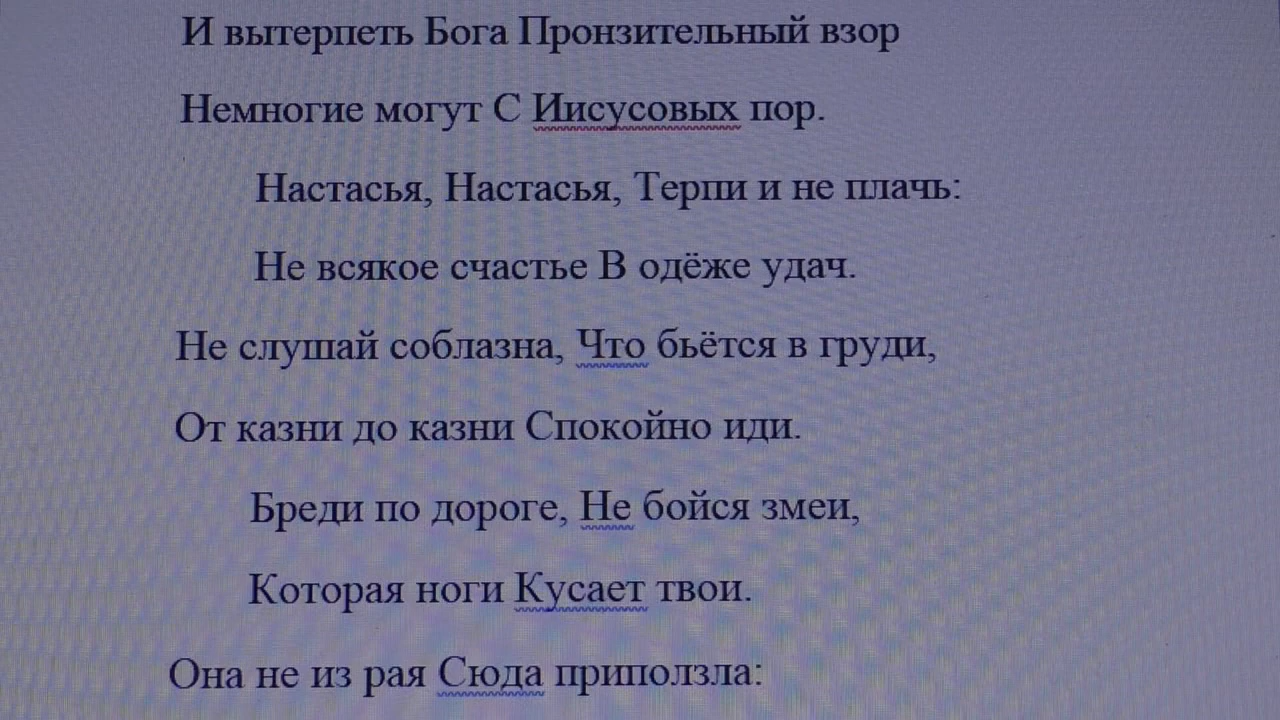 И вытерпеть Бога Пронзительный взор
Немногие могут С Иисусовых пор.
Настасья, Настасья, Терпи и не плачь:
Не всякое счастье В одёже удач.
Не слушай соблазна, Что бьётся в груди,
От казни до казни Спокойно иди.
Бреди по дороге, Не бойся змеи,
Которая ноги Кусает твои.
Она не из рая Сюда приползла: